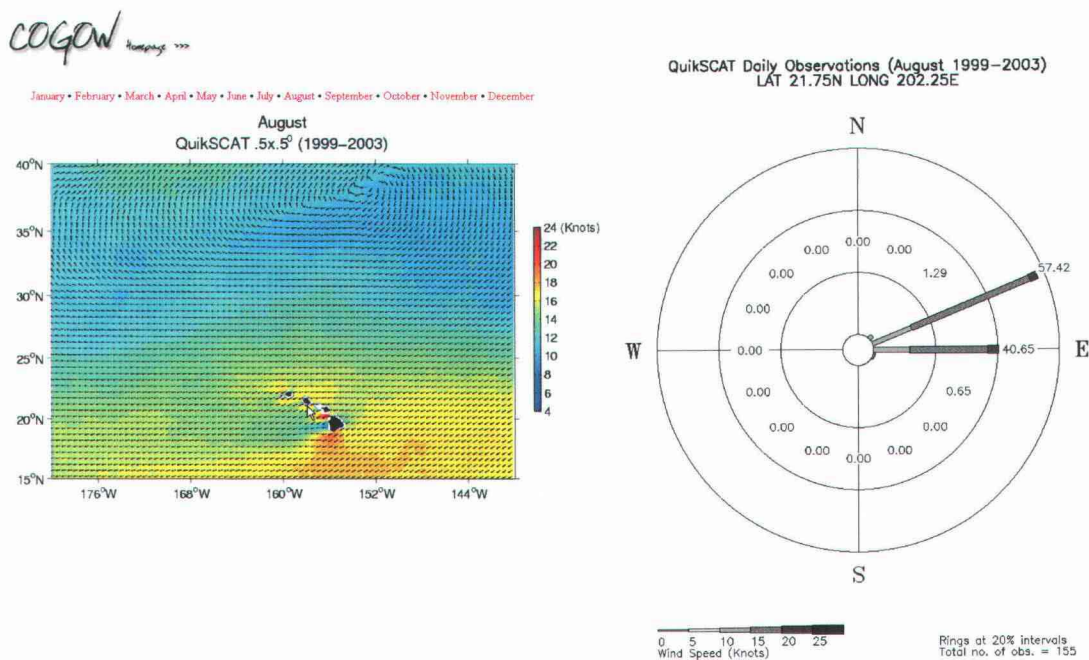 COGOW Homepage >>>
January • February • March • April • May • June • July • August • September • October • November • December
August
QuikSCAT .5x.5⁰ (1999–2003)
40°N
35°N
30°N
25°N
20°N
15°N
176°W
168°W
160°W
152°W
144°W
24 (Knots)
22
20
18
16
14
12
10
8
6
4
QuikSCAT Daily Observations (August 1999–2003)
LAT 21.75N LONG 202.25E
N
0.00
0.00
0.00
0.00
1.29
57.42
0.00
W
0.00
40.65
E
0.00
0.65
0.00
0.00
0.00
0.00
0.00
S
0 5 10 15 20 25
Wind Speed (Knots)
Rings at 20% intervals
Total no. of obs. = 155